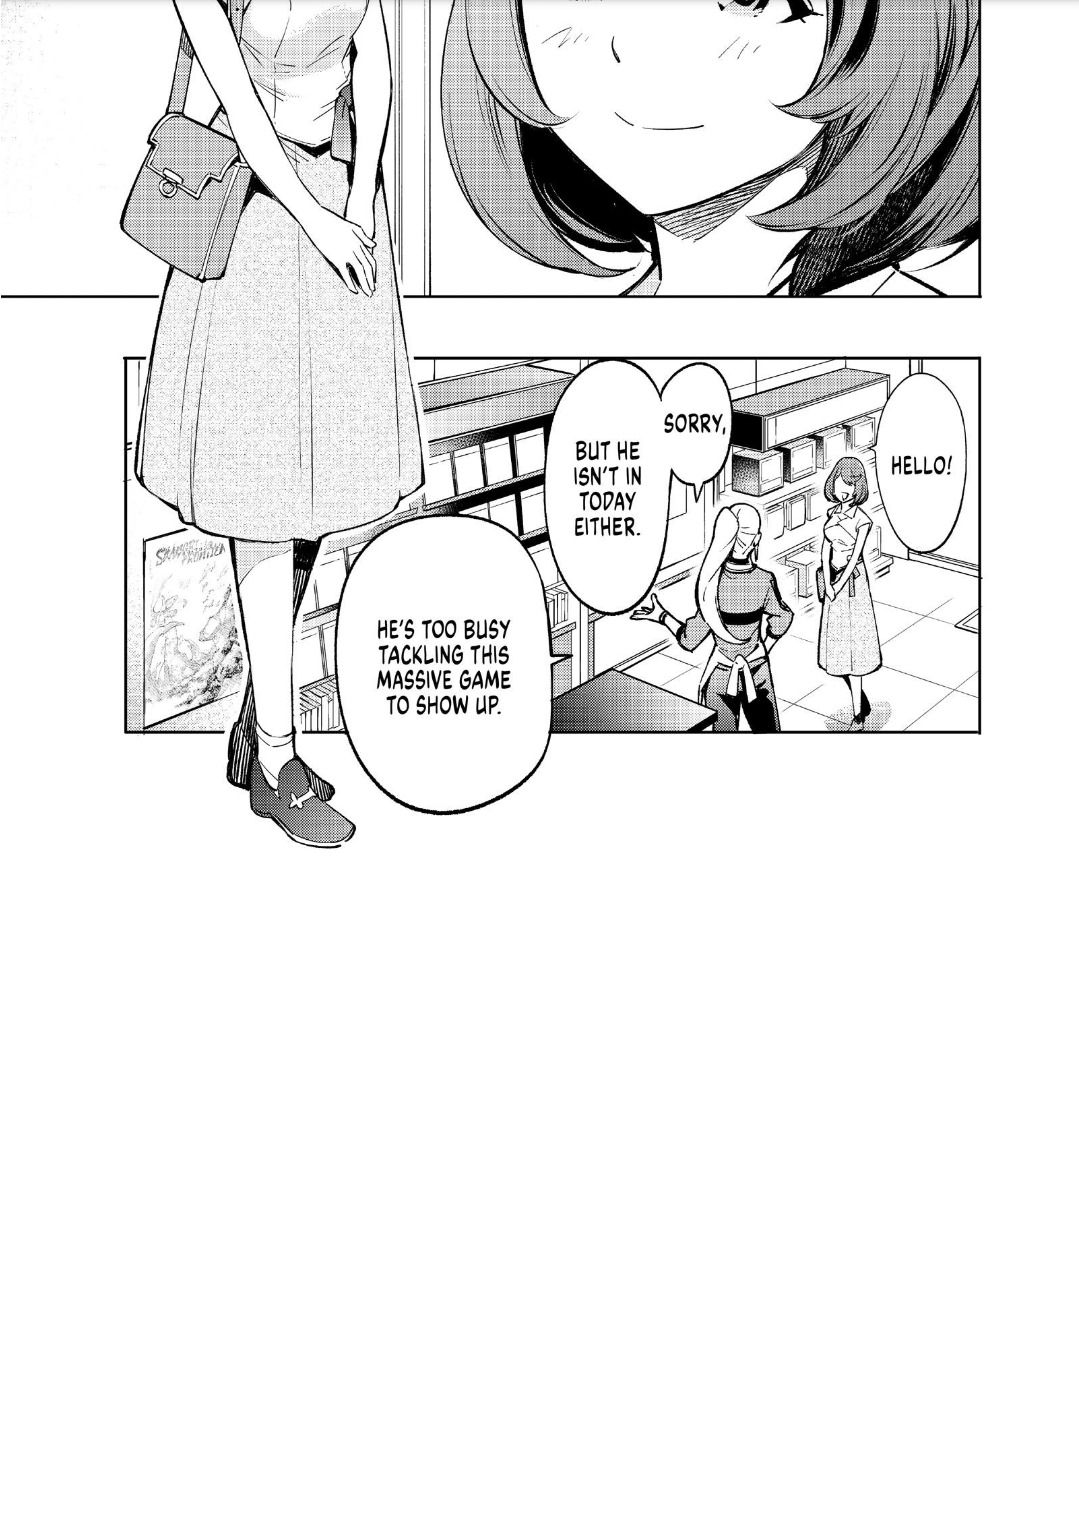 HELLO!
SORRY,
BUT HE
ISN'T IN
TODAY
EITHER.
HE'S TOO BUSY
TACKLING THIS
MASSIVE GAME
TO SHOW UP.